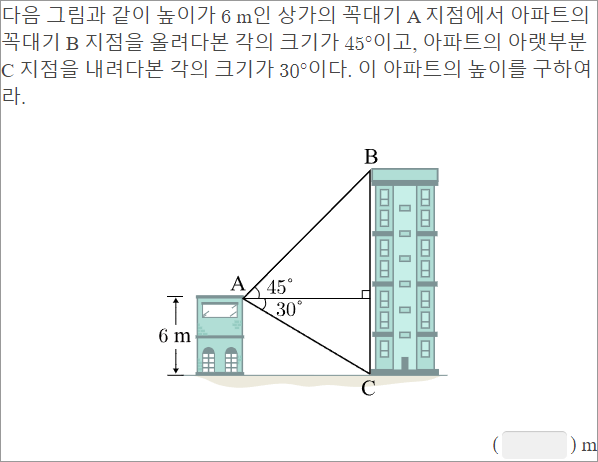 다음 그림과 같이 높이가 6 m인 상가의 꼭대기 A 지점에서 아파트의
꼭대기 B 지점을 올려다본 각의 크기가 45°이고, 아파트의 아랫부분
C 지점을 내려다본 각의 크기가 30°이다. 이 아파트의 높이를 구하여
라.
B
A
45°
30°
6 m
C
( ) m